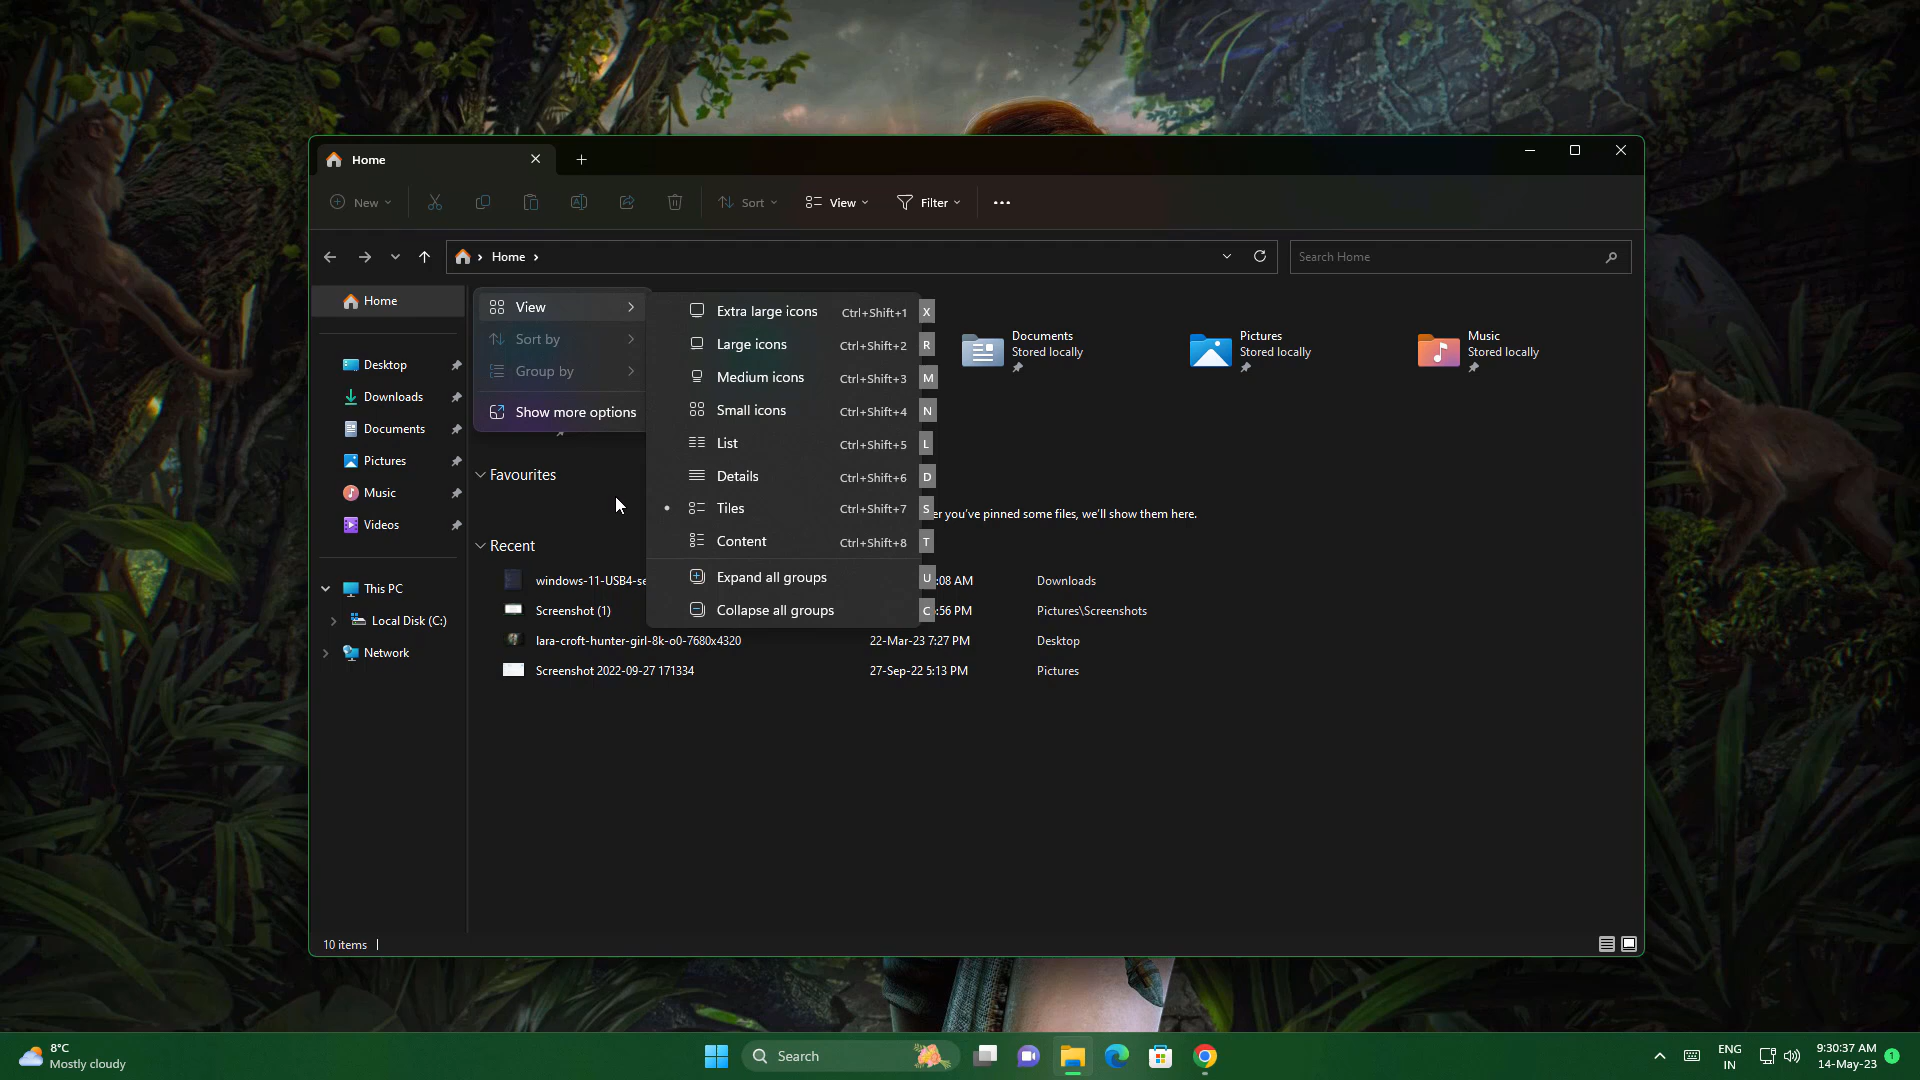 Home
New
Sort
View
Filter
Home
Search Home
Home
Desktop
Downloads
Documents
Pictures
Music
Videos
This PC
Local Disk (C:)
Network
View
Sort by
Group by
Show more options
Extra large icons Ctrl+Shift+1 X
Large icons Ctrl+Shift+2 R
Medium icons Ctrl+Shift+3 M
Small icons Ctrl+Shift+4 N
List Ctrl+Shift+5 L
Details Ctrl+Shift+6 D
Tiles Ctrl+Shift+7 S
Content Ctrl+Shift+8 T
Expand all groups U
Collapse all groups C
Documents
Stored locally
Pictures
Stored locally
Music
Stored locally
Favourites
you've pinned some files, we'll show them here.
Recent
windows-11-USB4-se :08 AM Downloads
Screenshot (1) :56 PM Pictures\Screenshots
lara-croft-hunter-girl-8k-o0-7680x4320 22-Mar-23 7:27 PM Desktop
Screenshot 2022-09-27 171334 27-Sep-22 5:13 PM Pictures
10 items
8°C
Mostly cloudy
Search
ENG
IN
9:30:37 AM
14-May-23
1